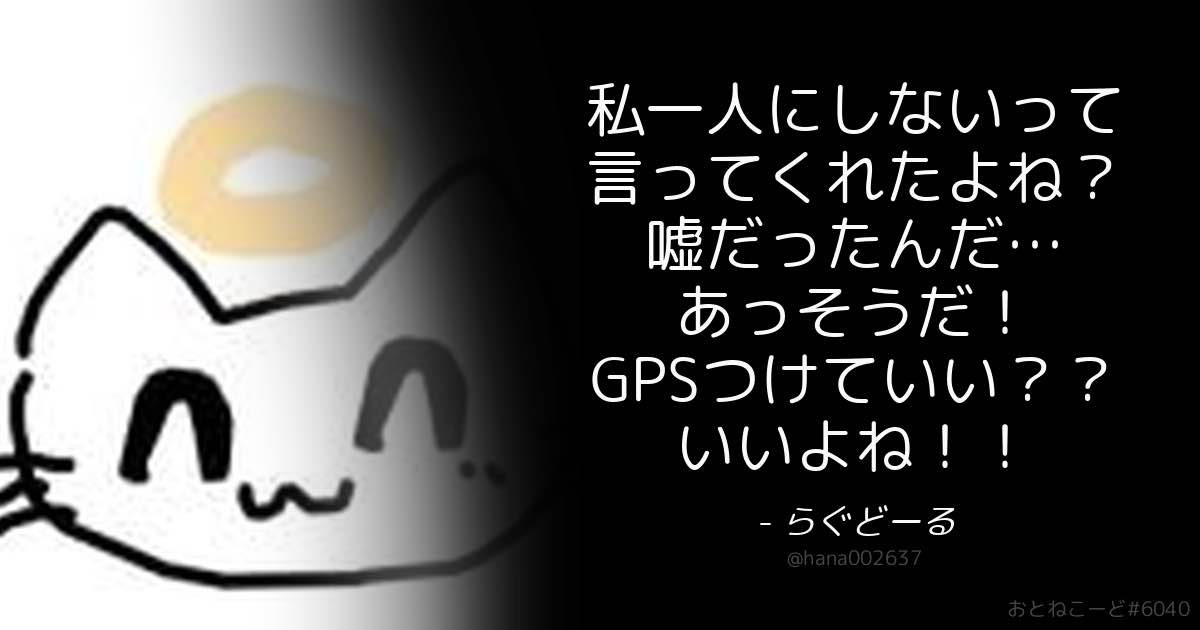 私一人にしないって
言ってくれたよね？
嘘だったんだ…
あっそうだ！
GPSつけていい？？
いいよね！！
- らぐどーる
@hana002637
おとねこーど#6040